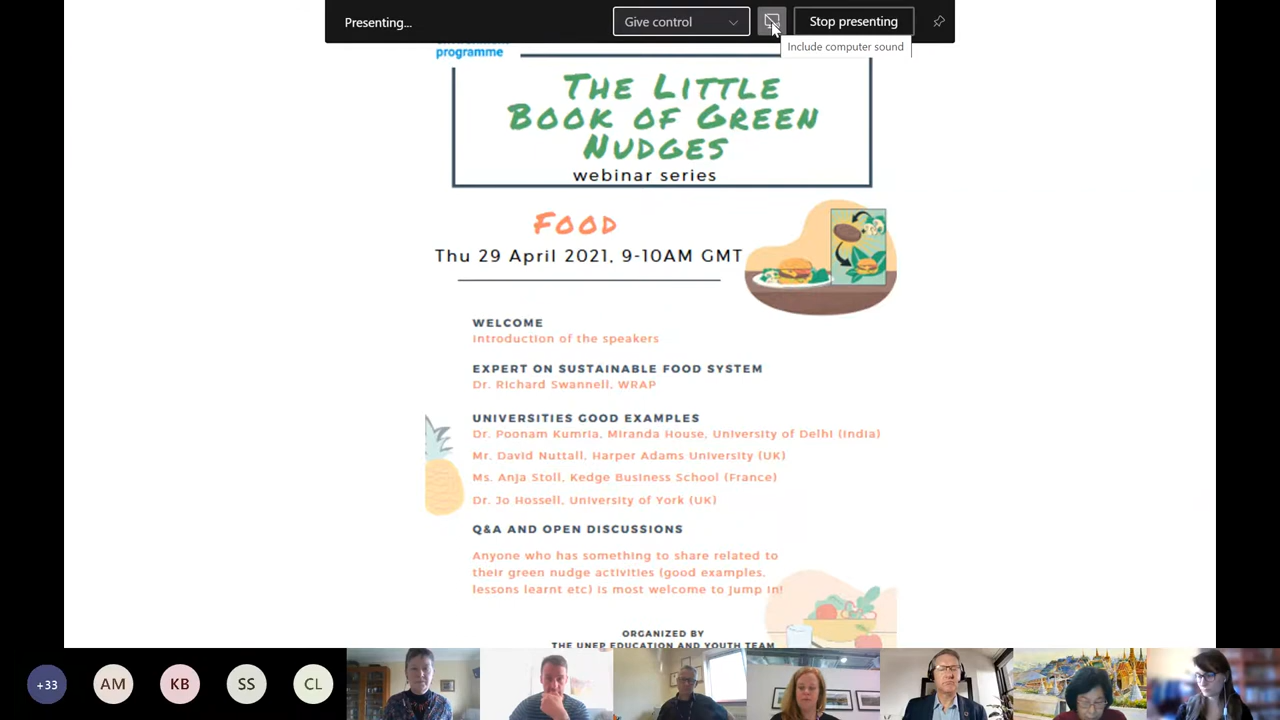 Presenting...
Give control
Stop presenting
Include computer sound
programme
THE LITTLE
BOOK OF GREEN
NUDGES
webinar series
FOOD
Thu 29 April 2021, 9-10AM GMT
WELCOME
Introduction of the speakers
EXPERT ON SUSTAINABLE FOOD SYSTEM
Dr. Richard Swannell, WRAP
UNIVERSITIES GOOD EXAMPLES
Dr. Poonam Kumria, Miranda House, University of Delhi (India)
Mr. David Nuttall, Harper Adams University (UK)
Ms. Anja Stoll, Kedge Business School (France)
Dr. Jo Hossell, University of York (UK)
Q&A AND OPEN DISCUSSIONS
Anyone who has something to share related to
their green nudge activities (good examples,
lessons learnt etc) is most welcome to jump in!
ORGANIZED BY
THE UNEP EDUCATION AND YOUTH TEAM
+33
AM
KB
SS
CL